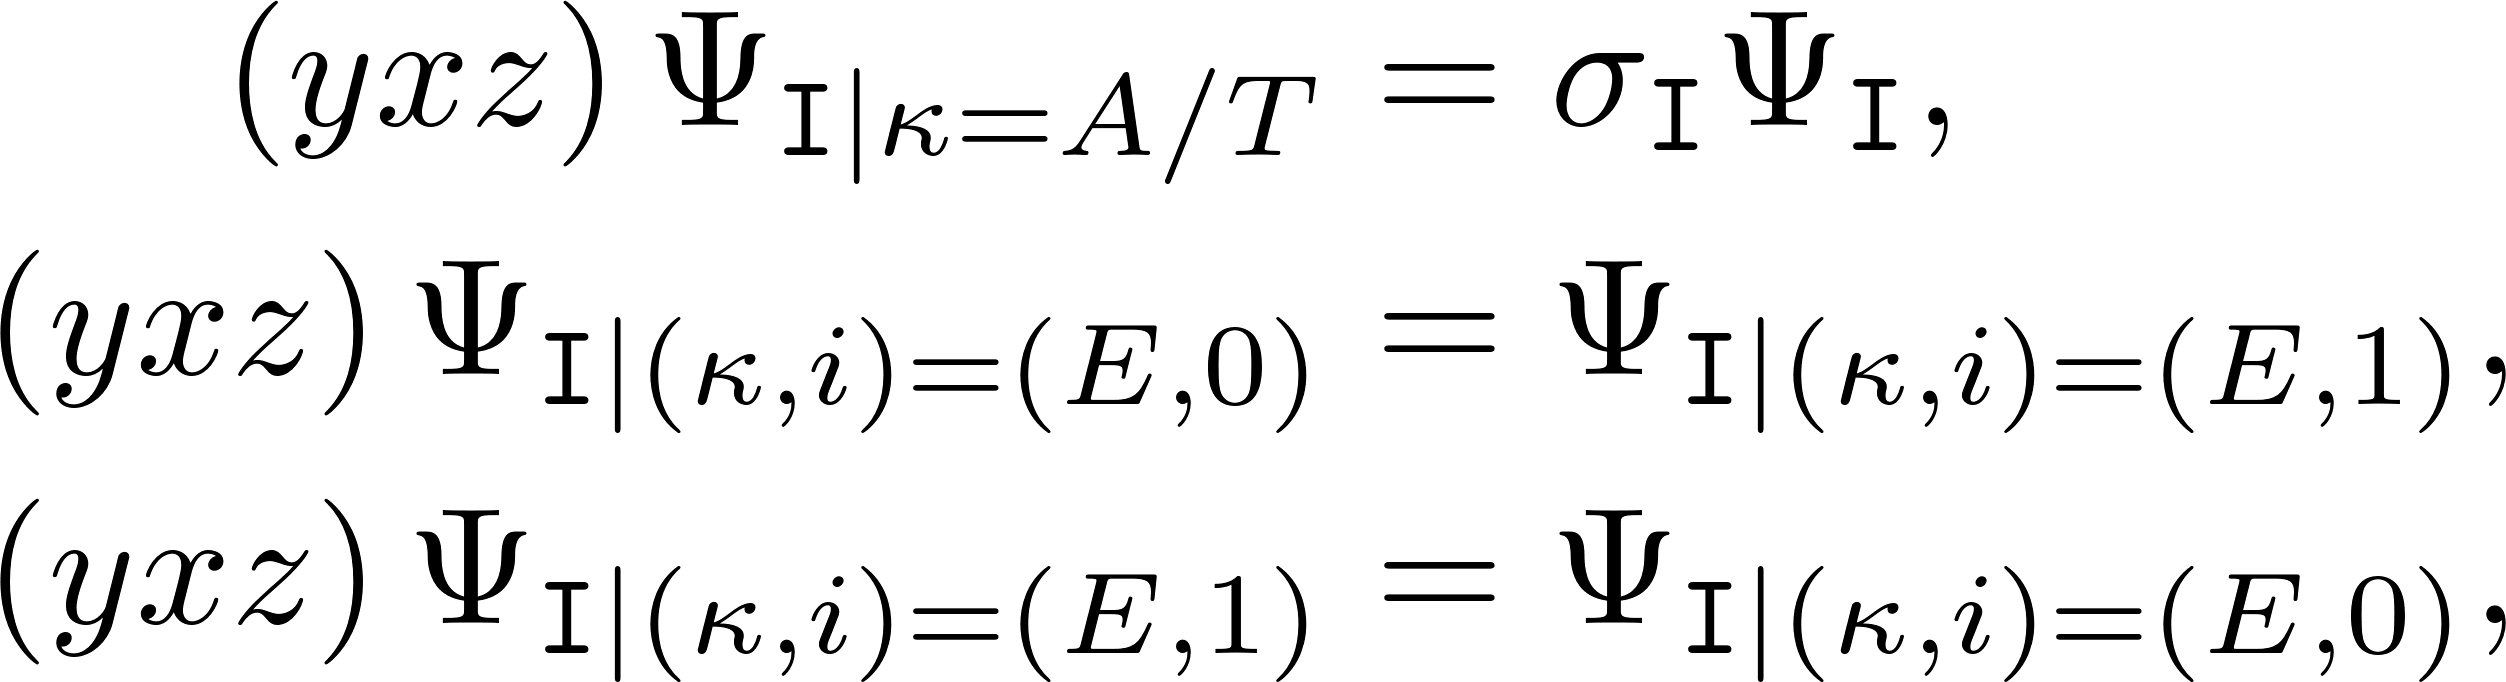 (yxz) Ψ_{I|κ=A/T} = σ_I Ψ_I,
(yxz) Ψ_{I|(κ,i)=(E,0)} = Ψ_{I|(κ,i)=(E,1)},
(yxz) Ψ_{I|(κ,i)=(E,1)} = Ψ_{I|(κ,i)=(E,0)},